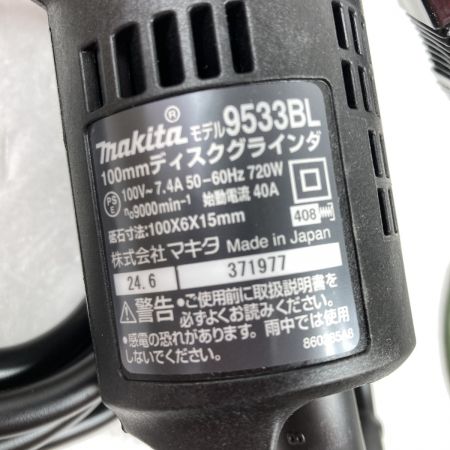 makita® モデル 9533BL
100mmディスクグラインダ
PSE 100V~7.4A 50-60Hz 720W
n₀9000min⁻¹ 始動電流 40A
408
砥石寸法:100X6X15mm
株式会社 マキタ Made in Japan
24.6 371977
警告 •ご使用前に取扱説明書を
必ずよくお読みください。
•感電の恐れがあります。雨中では使用
しないでください。